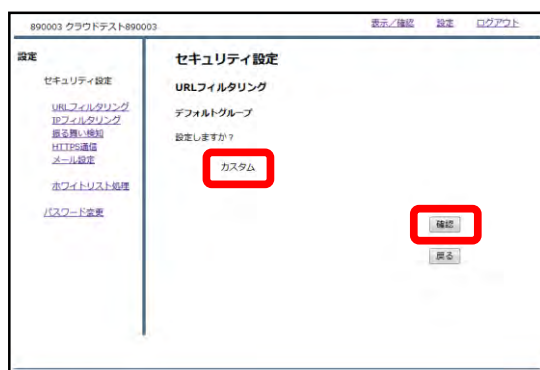 890003 クラウドテスト890003
表示／確認 設定 ログアウト
設定
セキュリティ設定
URLフィルタリング
IPフィルタリング
振る舞い検知
HTTPS通信
メール設定
ホワイトリスト処理
パスワード変更
セキュリティ設定
URLフィルタリング
デフォルトグループ
設定しますか？
カスタム
確認
戻る